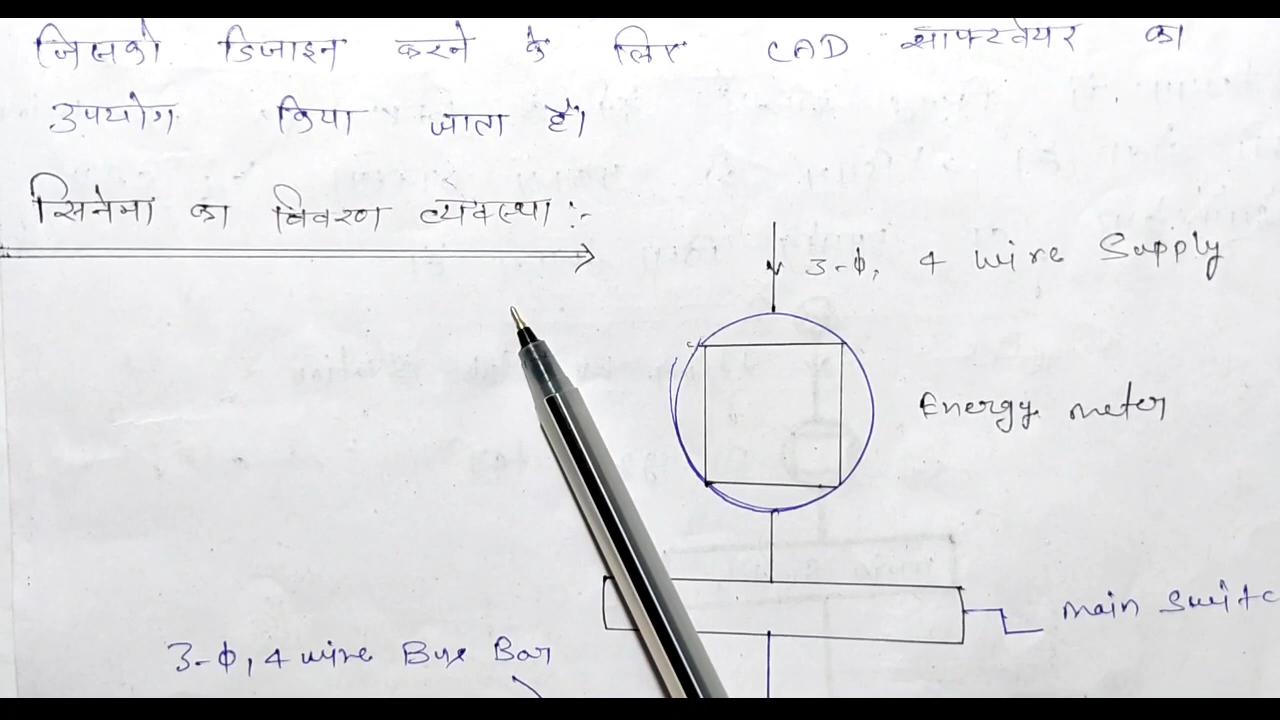 जिसको डिजाइन करने के लिए CAD साफ्टवेयर का
उपयोग किया जाता है।
सिनेमा का विवरण व्यवस्था :-
3-ф, 4 wire Supply
Energy meter
main Switc
3-ф, 4 wire Bus Bar